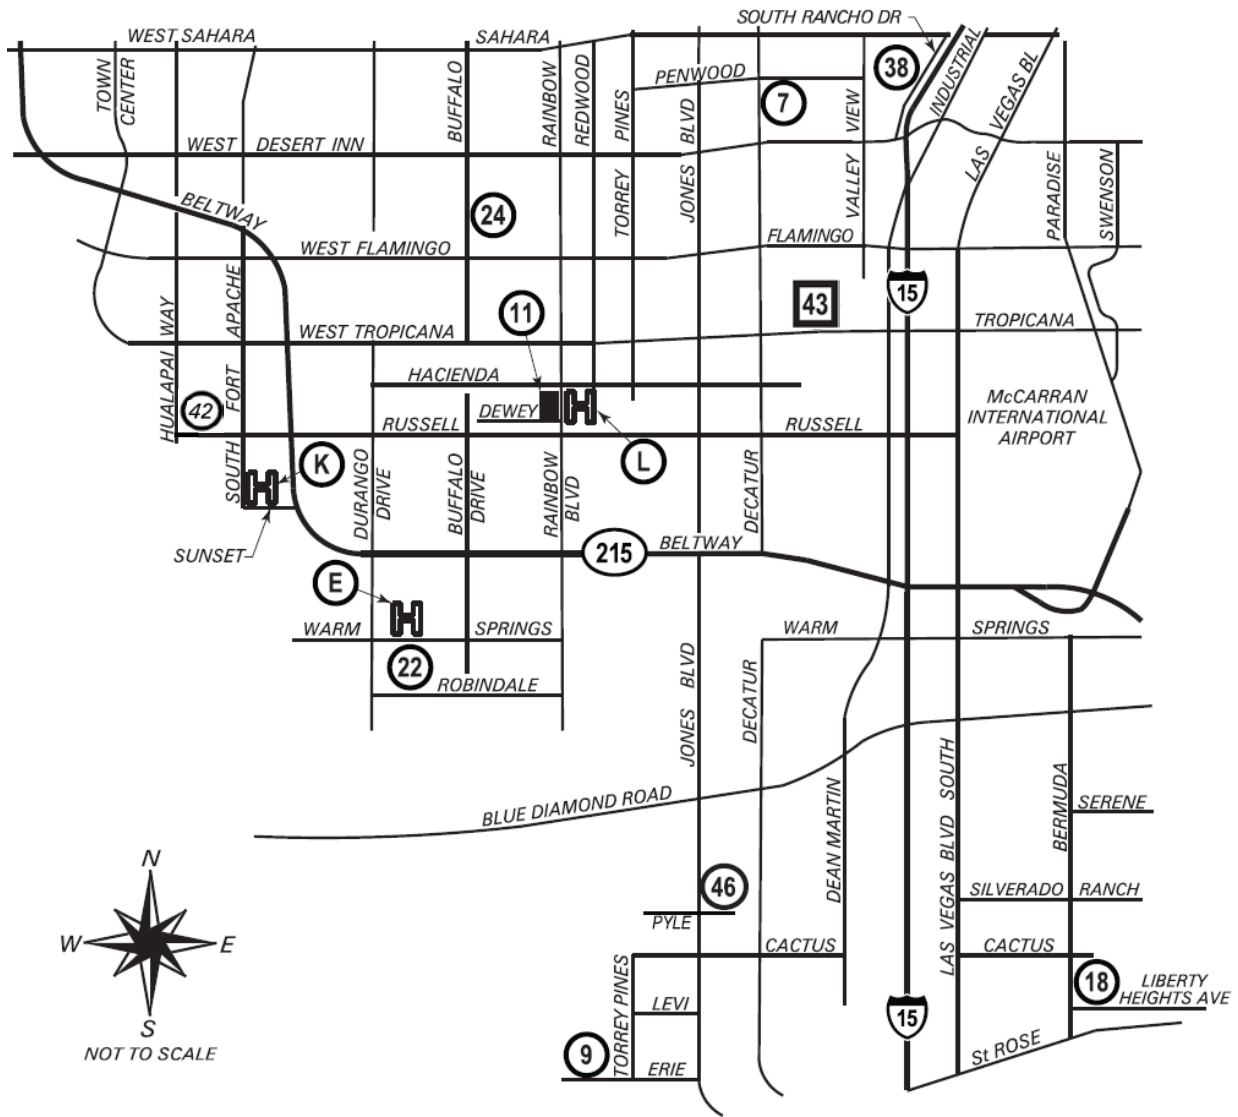 SOUTH RANCHO DR
WEST SAHARA
SAHARA
TOWN
CENTER
BUFFALO
RAINBOW
REDWOOD
PINES
PENWOOD
BLVD
7
VIEW
38
INDUSTRIAL
LAS VEGAS BL
WEST DESERT INN
BELTWAY
24
TORREY
JONES
VALLEY
PARADISE
SWENSON
WEST FLAMINGO
FLAMINGO
HUALAPAI WAY
FORT APACHE
11
43
15
WEST TROPICANA
TROPICANA
HACIENDA
42
DEWEY
McCARRAN
INTERNATIONAL
AIRPORT
RUSSELL
RUSSELL
SOUTH
K
L
DURANGO
DRIVE
BUFFALO
DRIVE
RAINBOW
BLVD
DECATUR
SUNSET
215
BELTWAY
E
WARM SPRINGS
WARM SPRINGS
22
ROBINDALE
JONES BLVD
DECATUR
BLUE DIAMOND ROAD
DEAN MARTIN
LAS VEGAS BLVD SOUTH
BERMUDA
SERENE
46
SILVERADO RANCH
PYLE
N
W
E
S
NOT TO SCALE
CACTUS
CACTUS
TORREY PINES
LEVI
18
LIBERTY
HEIGHTS AVE
15
9
ERIE
St ROSE